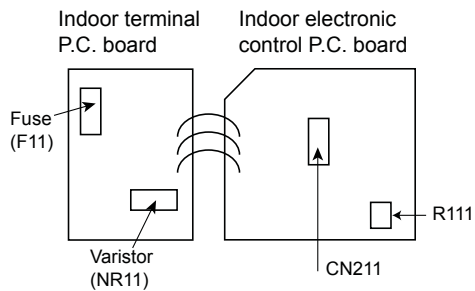 Indoor terminal
P.C. board
Indoor electronic
control P.C. board
Fuse
(F11)
R111
Varistor
(NR11)
CN211